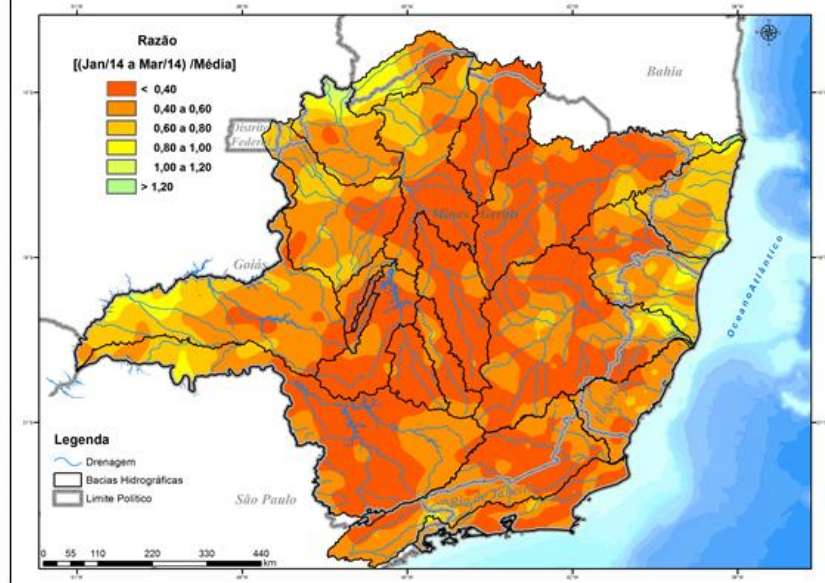 Razão
[(Jan/14 a Mar/14) /Média]
< 0,40
0,40 a 0,60
0,60 a 0,80
0,80 a 1,00
1,00 a 1,20
> 1,20
Bahia
Distrito
Federal
Minas Gerais
Goiás
Oceano Atlântico
Legenda
Drenagem
Bacias Hidrográficas
Limite Político
São Paulo
Rio de Janeiro
0 55 110 220 330 440
km